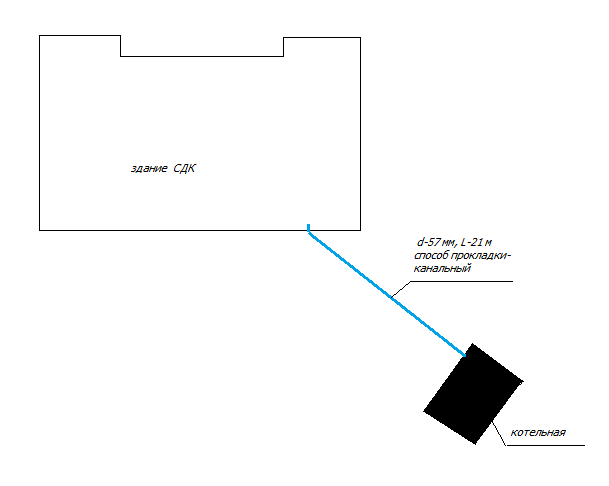 здание СДК
d-57 мм, L-21 м
способ прокладки-
канальный
котельная